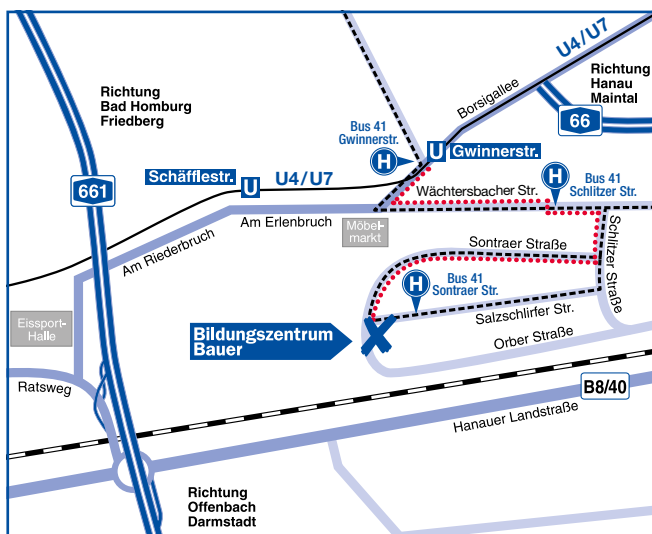 U4/U7
Richtung
Bad Homburg
Friedberg
Richtung
Hanau
Maintal
Borsigallee
66
Bus 41
Gwinnerstr.
H
U
Gwinnerstr.
661
Schäfflestr.
U
U4/U7
Bus 41
Schlitzer Str.
H
Wächtersbacher Str.
Am Erlenbruch
Möbel-
markt
Am Riederbruch
Sontraer Straße
Schlitzer Straße
H
Bus 41
Sontraer Str.
Eissport-
Halle
Salzschlirfer Str.
Bildungszentrum
Bauer
Orber Straße
Ratsweg
B8/40
Hanauer Landstraße
Richtung
Offenbach
Darmstadt